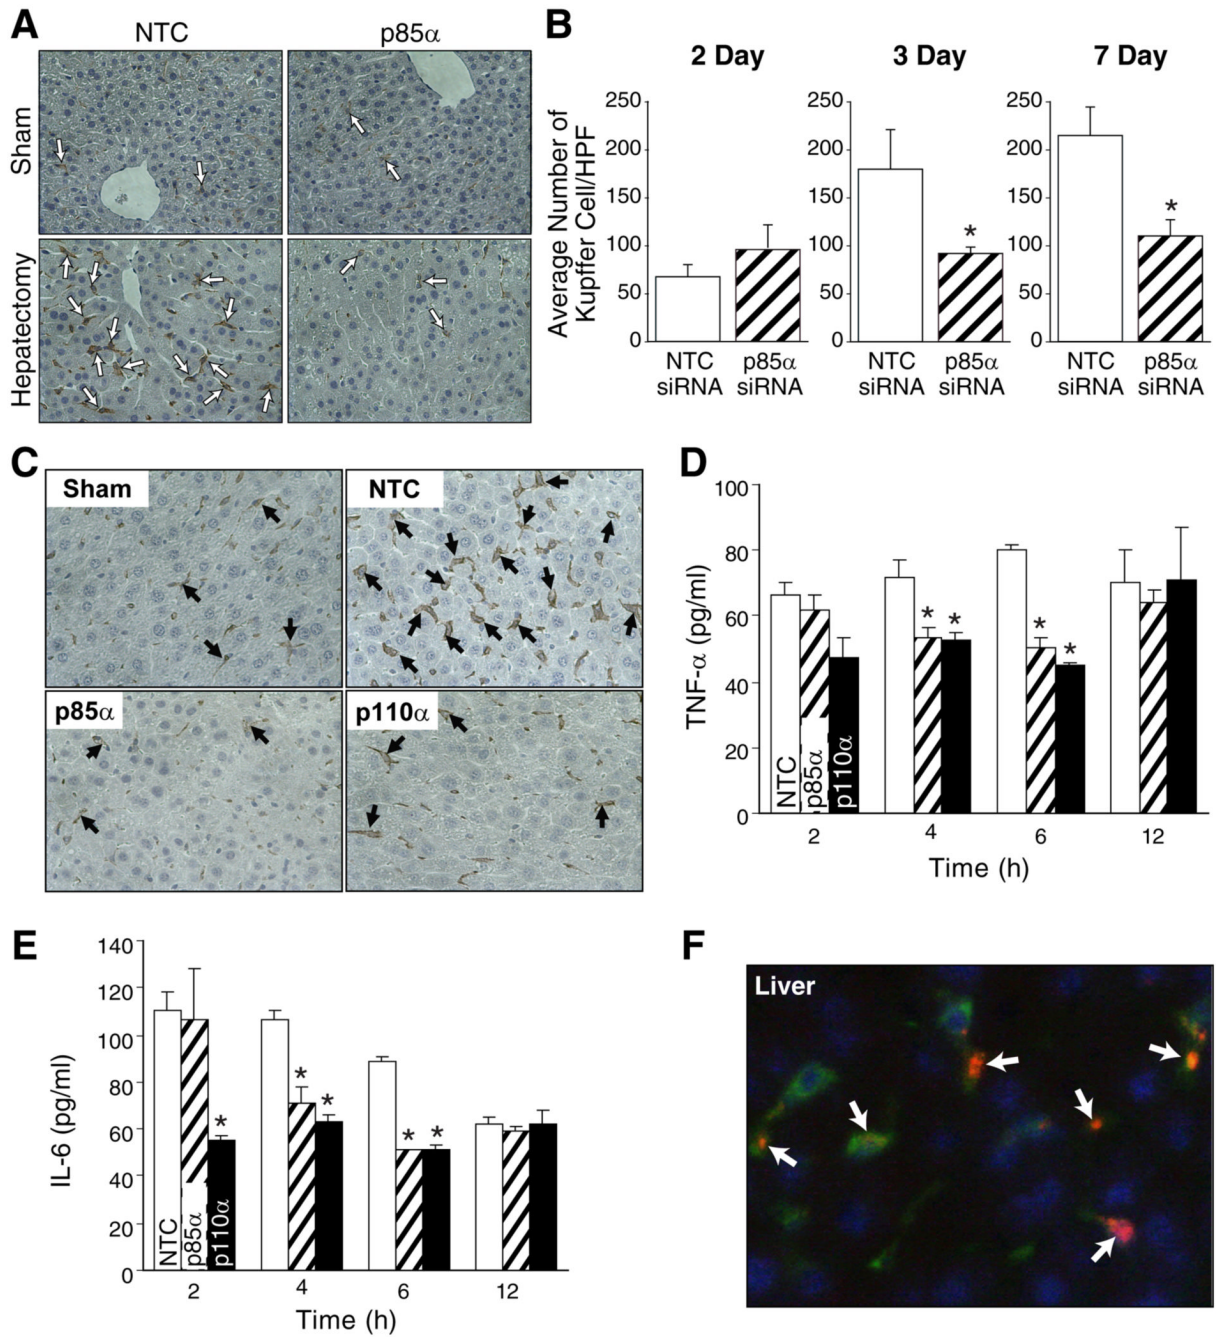 A
NTC
p85α
Sham
Hepatectomy
B
2 Day
3 Day
7 Day
Average Number of
Kupffer Cell/HPF
250
200
150
100
50
0
NTC
siRNA
p85α
siRNA
250
200
150
100
50
0
*
NTC
siRNA
p85α
siRNA
250
200
150
100
50
0
*
NTC
siRNA
p85α
siRNA
C
Sham
NTC
p85α
p110α
D
TNF-α (pg/ml)
100
80
60
40
20
0
* *
* *
NTC
p85α
p110α
2
4
6
12
Time (h)
E
IL-6 (pg/ml)
140
120
100
80
60
40
20
0
*
* *
* *
NTC
p85α
p110α
2
4
6
12
Time (h)
F
Liver